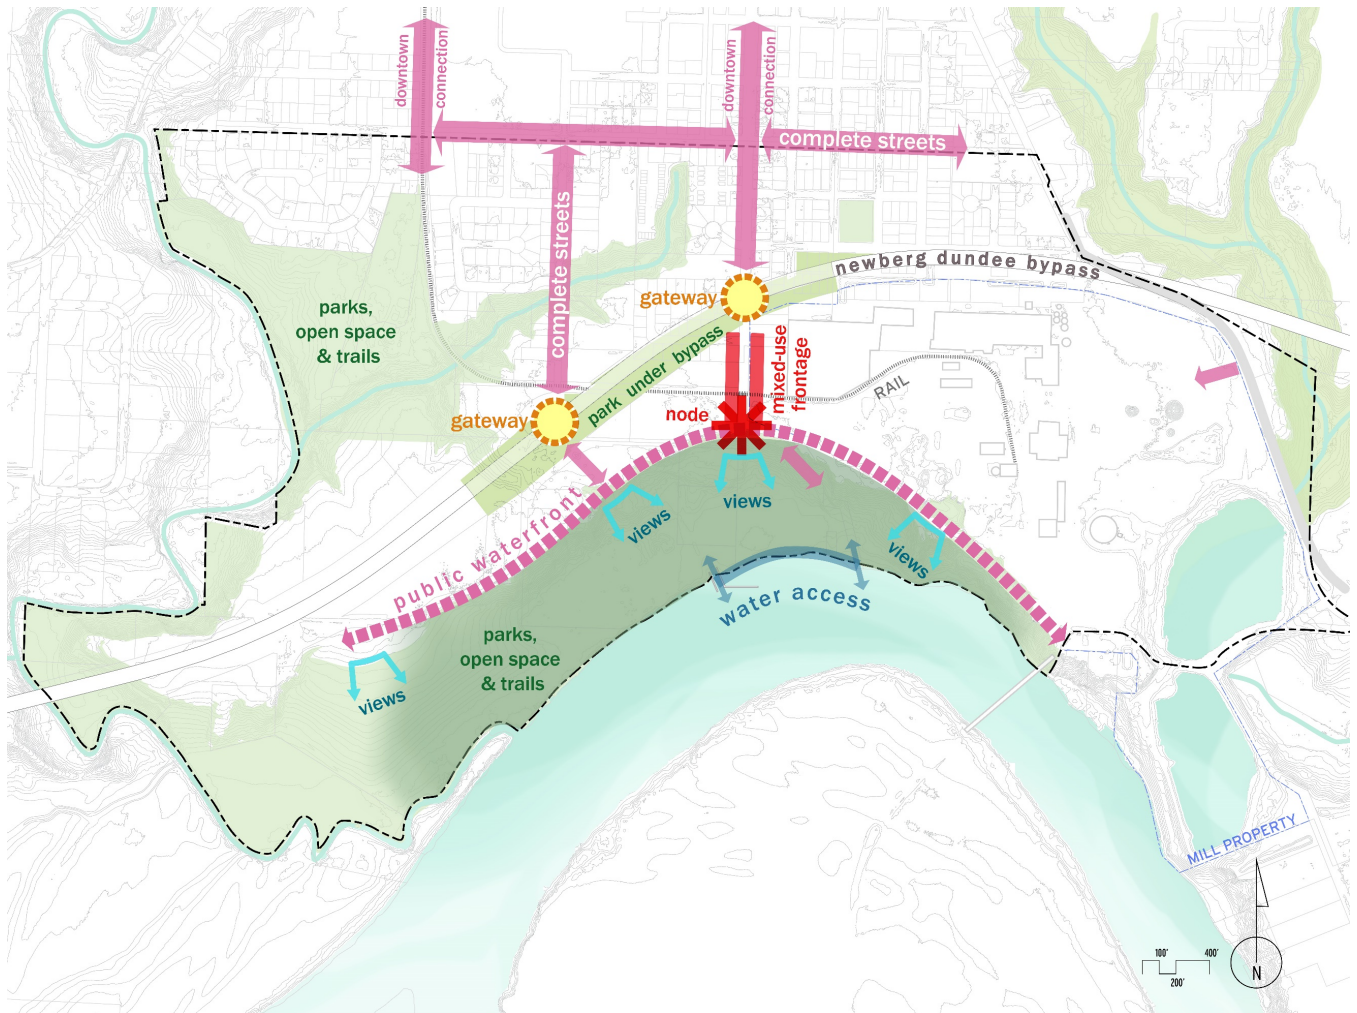 downtown
connection
downtown
connection
complete streets
complete streets
newberg dundee bypass
gateway
parks,
open space
& trails
park under bypass
mixed-use
frontage
RAIL
node
gateway
views
views
views
public waterfront
water access
parks,
open space
& trails
views
MILL PROPERTY
100'
400'
200'
N